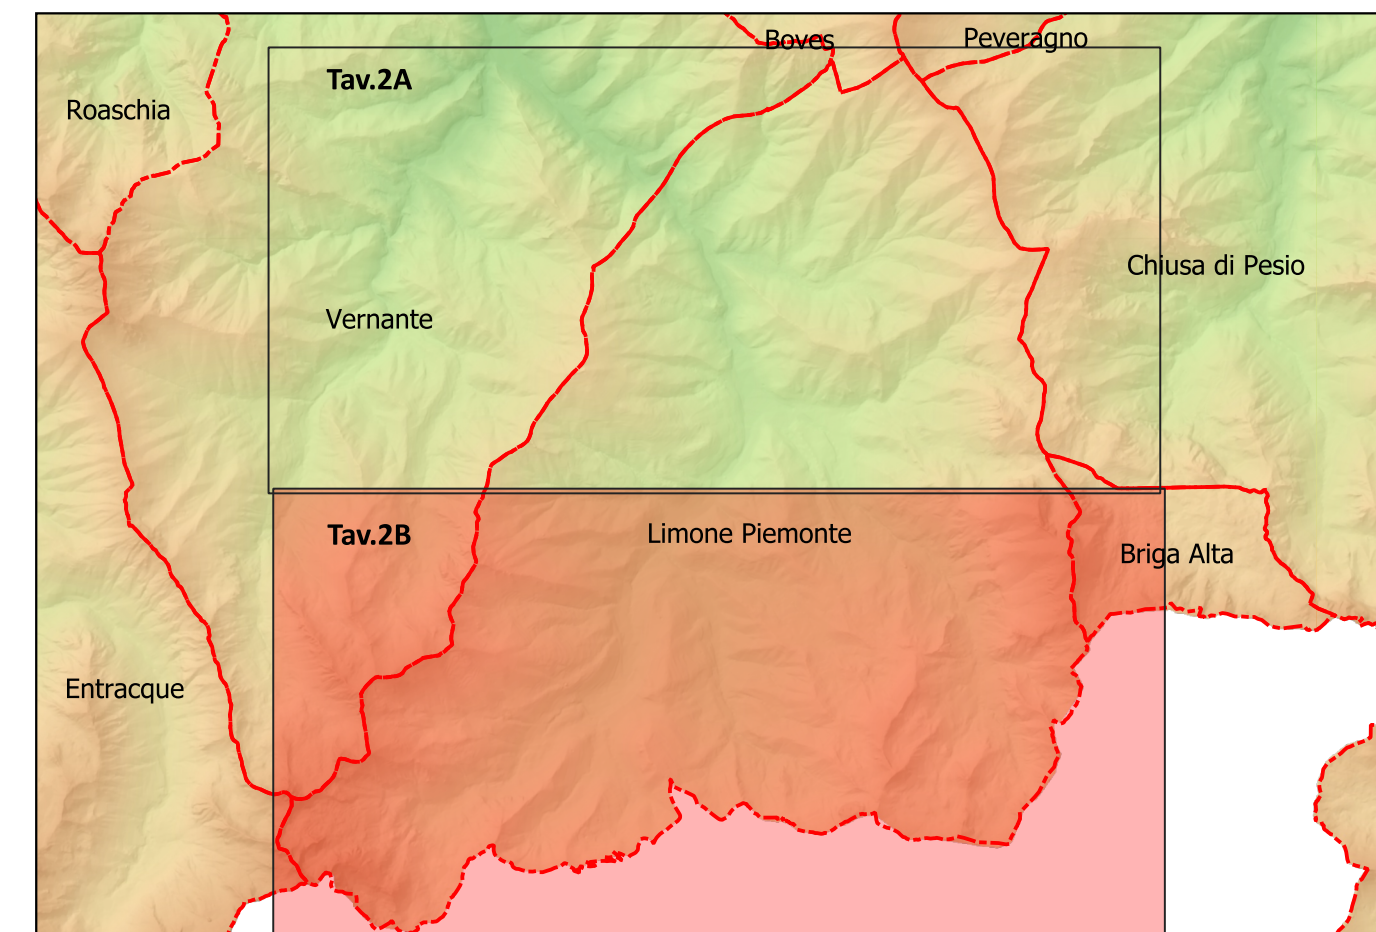 Boves
Peveragno
Tav.2A
Roaschia
Chiusa di Pesio
Vernante
Tav.2B
Limone Piemonte
Briga Alta
Entracque